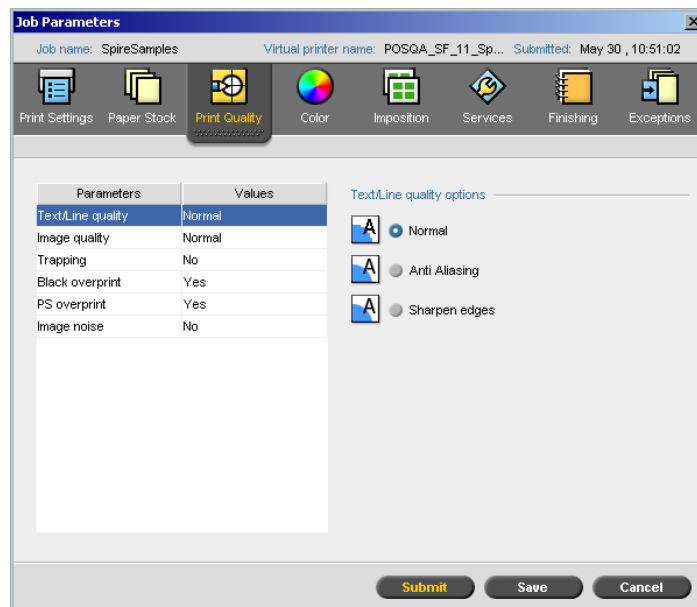 Job Parameters
Job name: SpireSamples Virtual printer name: POSQA_SF_11_Sp... Submitted: May 30 , 10:51:02
Print Settings Paper Stock Print Quality Color Imposition Services Finishing Exceptions
Parameters Values
Text/Line quality Normal
Image quality Normal
Trapping No
Black overprint Yes
PS overprint Yes
Image noise No
Text/Line quality options
A Normal
A Anti Aliasing
A Sharpen edges
Submit Save Cancel